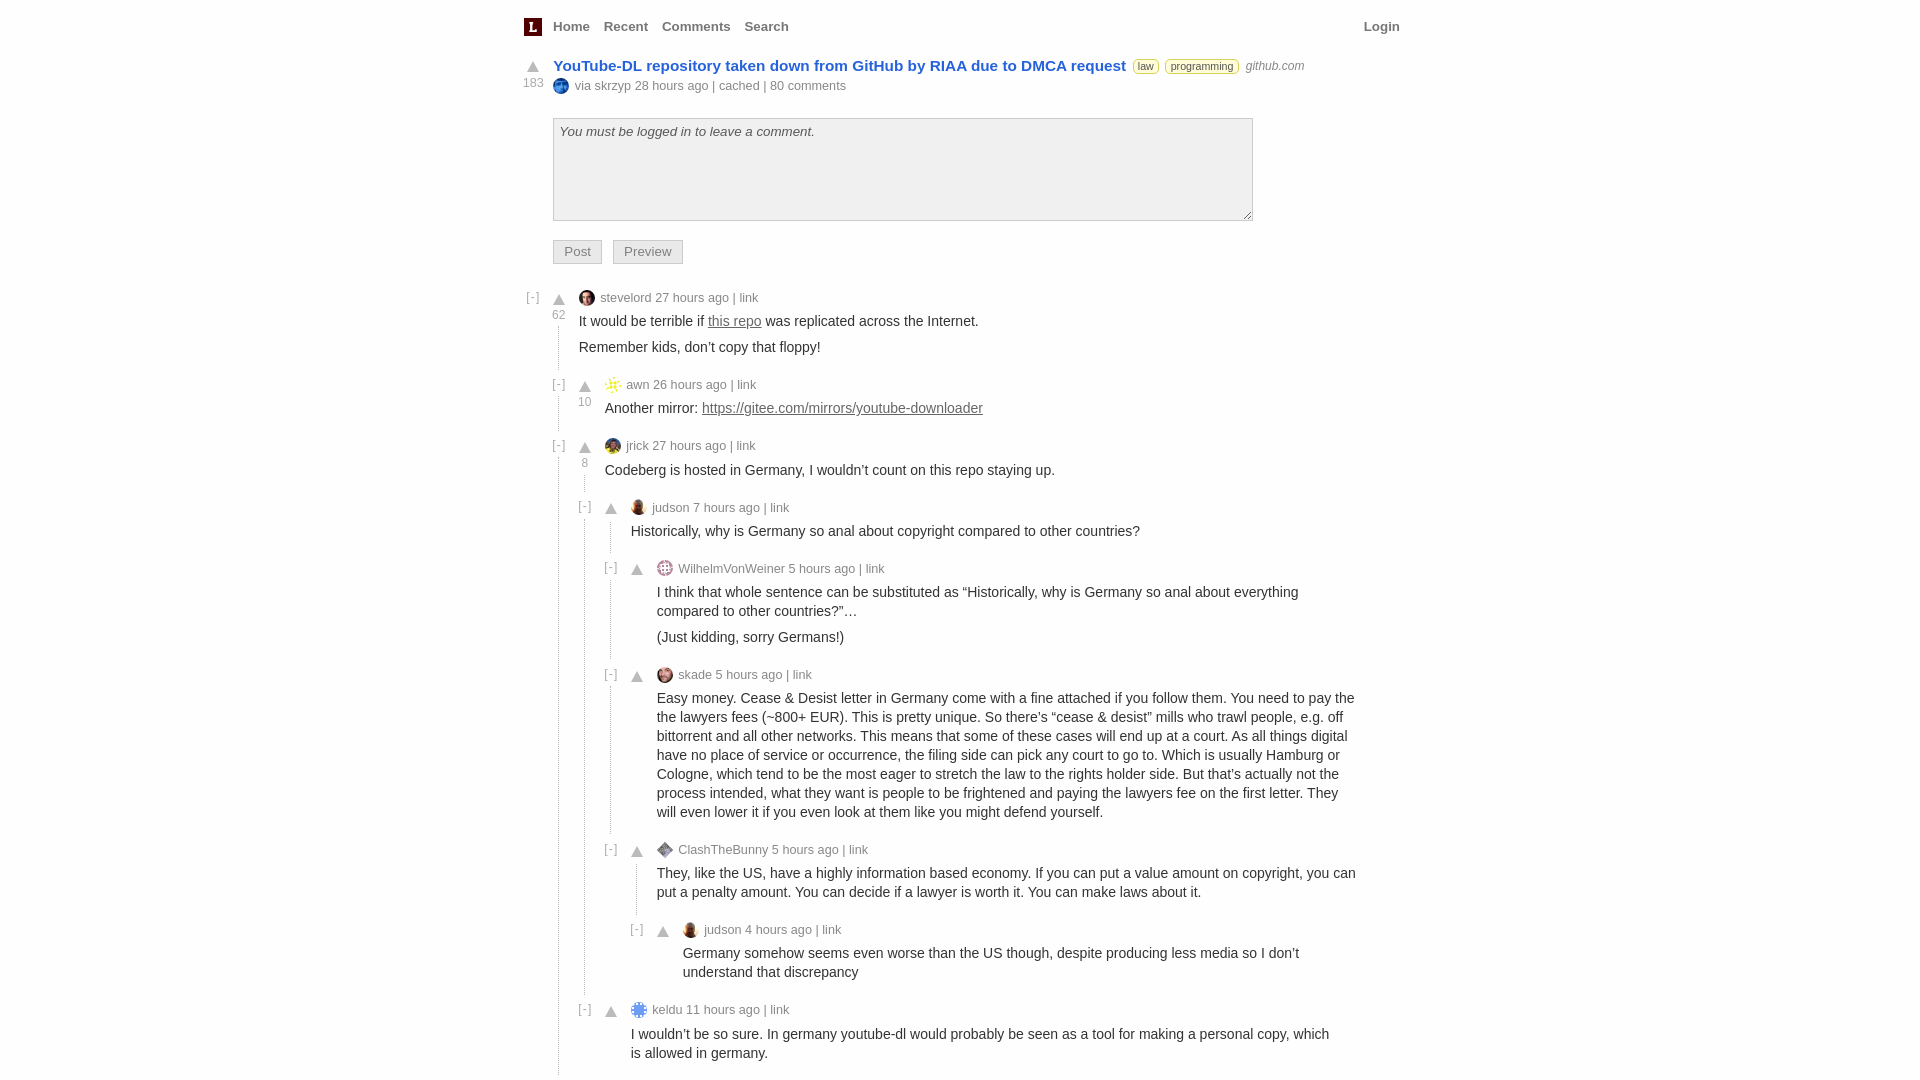 L Home Recent Comments Search Login
YouTube-DL repository taken down from GitHub by RIAA due to DMCA request law programming github.com
183
via skrzyp 28 hours ago | cached | 80 comments
You must be logged in to leave a comment.
Post Preview
[-] stevelord 27 hours ago | link
62
It would be terrible if this repo was replicated across the Internet.
Remember kids, don’t copy that floppy!
[-] awn 26 hours ago | link
10
Another mirror: https://gitee.com/mirrors/youtube-downloader
[-] jrick 27 hours ago | link
8
Codeberg is hosted in Germany, I wouldn’t count on this repo staying up.
[-] judson 7 hours ago | link
Historically, why is Germany so anal about copyright compared to other countries?
[-] WilhelmVonWeiner 5 hours ago | link
I think that whole sentence can be substituted as “Historically, why is Germany so anal about everything
compared to other countries?”…
(Just kidding, sorry Germans!)
[-] skade 5 hours ago | link
Easy money. Cease & Desist letter in Germany come with a fine attached if you follow them. You need to pay the
the lawyers fees (~800+ EUR). This is pretty unique. So there’s “cease & desist” mills who trawl people, e.g. off
bittorrent and all other networks. This means that some of these cases will end up at a court. As all things digital
have no place of service or occurrence, the filing side can pick any court to go to. Which is usually Hamburg or
Cologne, which tend to be the most eager to stretch the law to the rights holder side. But that’s actually not the
process intended, what they want is people to be frightened and paying the lawyers fee on the first letter. They
will even lower it if you even look at them like you might defend yourself.
[-] ClashTheBunny 5 hours ago | link
They, like the US, have a highly information based economy. If you can put a value amount on copyright, you can
put a penalty amount. You can decide if a lawyer is worth it. You can make laws about it.
[-] judson 4 hours ago | link
Germany somehow seems even worse than the US though, despite producing less media so I don’t
understand that discrepancy
[-] keldu 11 hours ago | link
I wouldn’t be so sure. In germany youtube-dl would probably be seen as a tool for making a personal copy, which
is allowed in germany.